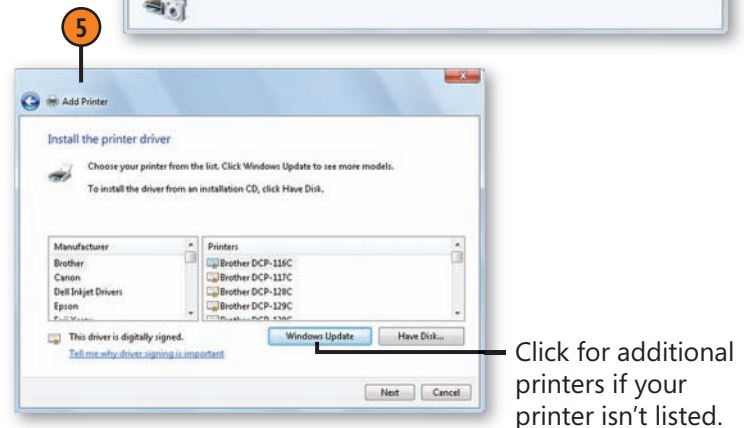 5
Add Printer
Install the printer driver
Choose your printer from the list. Click Windows Update to see more models.
To install the driver from an installation CD, click Have Disk.
Manufacturer
Printers
Brother
Brother DCP-116C
Canon
Brother DCP-117C
Dell Inkjet Drivers
Brother DCP-128C
Epson
Brother DCP-129C
This driver is digitally signed.
Windows Update
Have Disk...
Tell me why driver signing is important
Click for additional
printers if your
printer isn't listed.
Next
Cancel